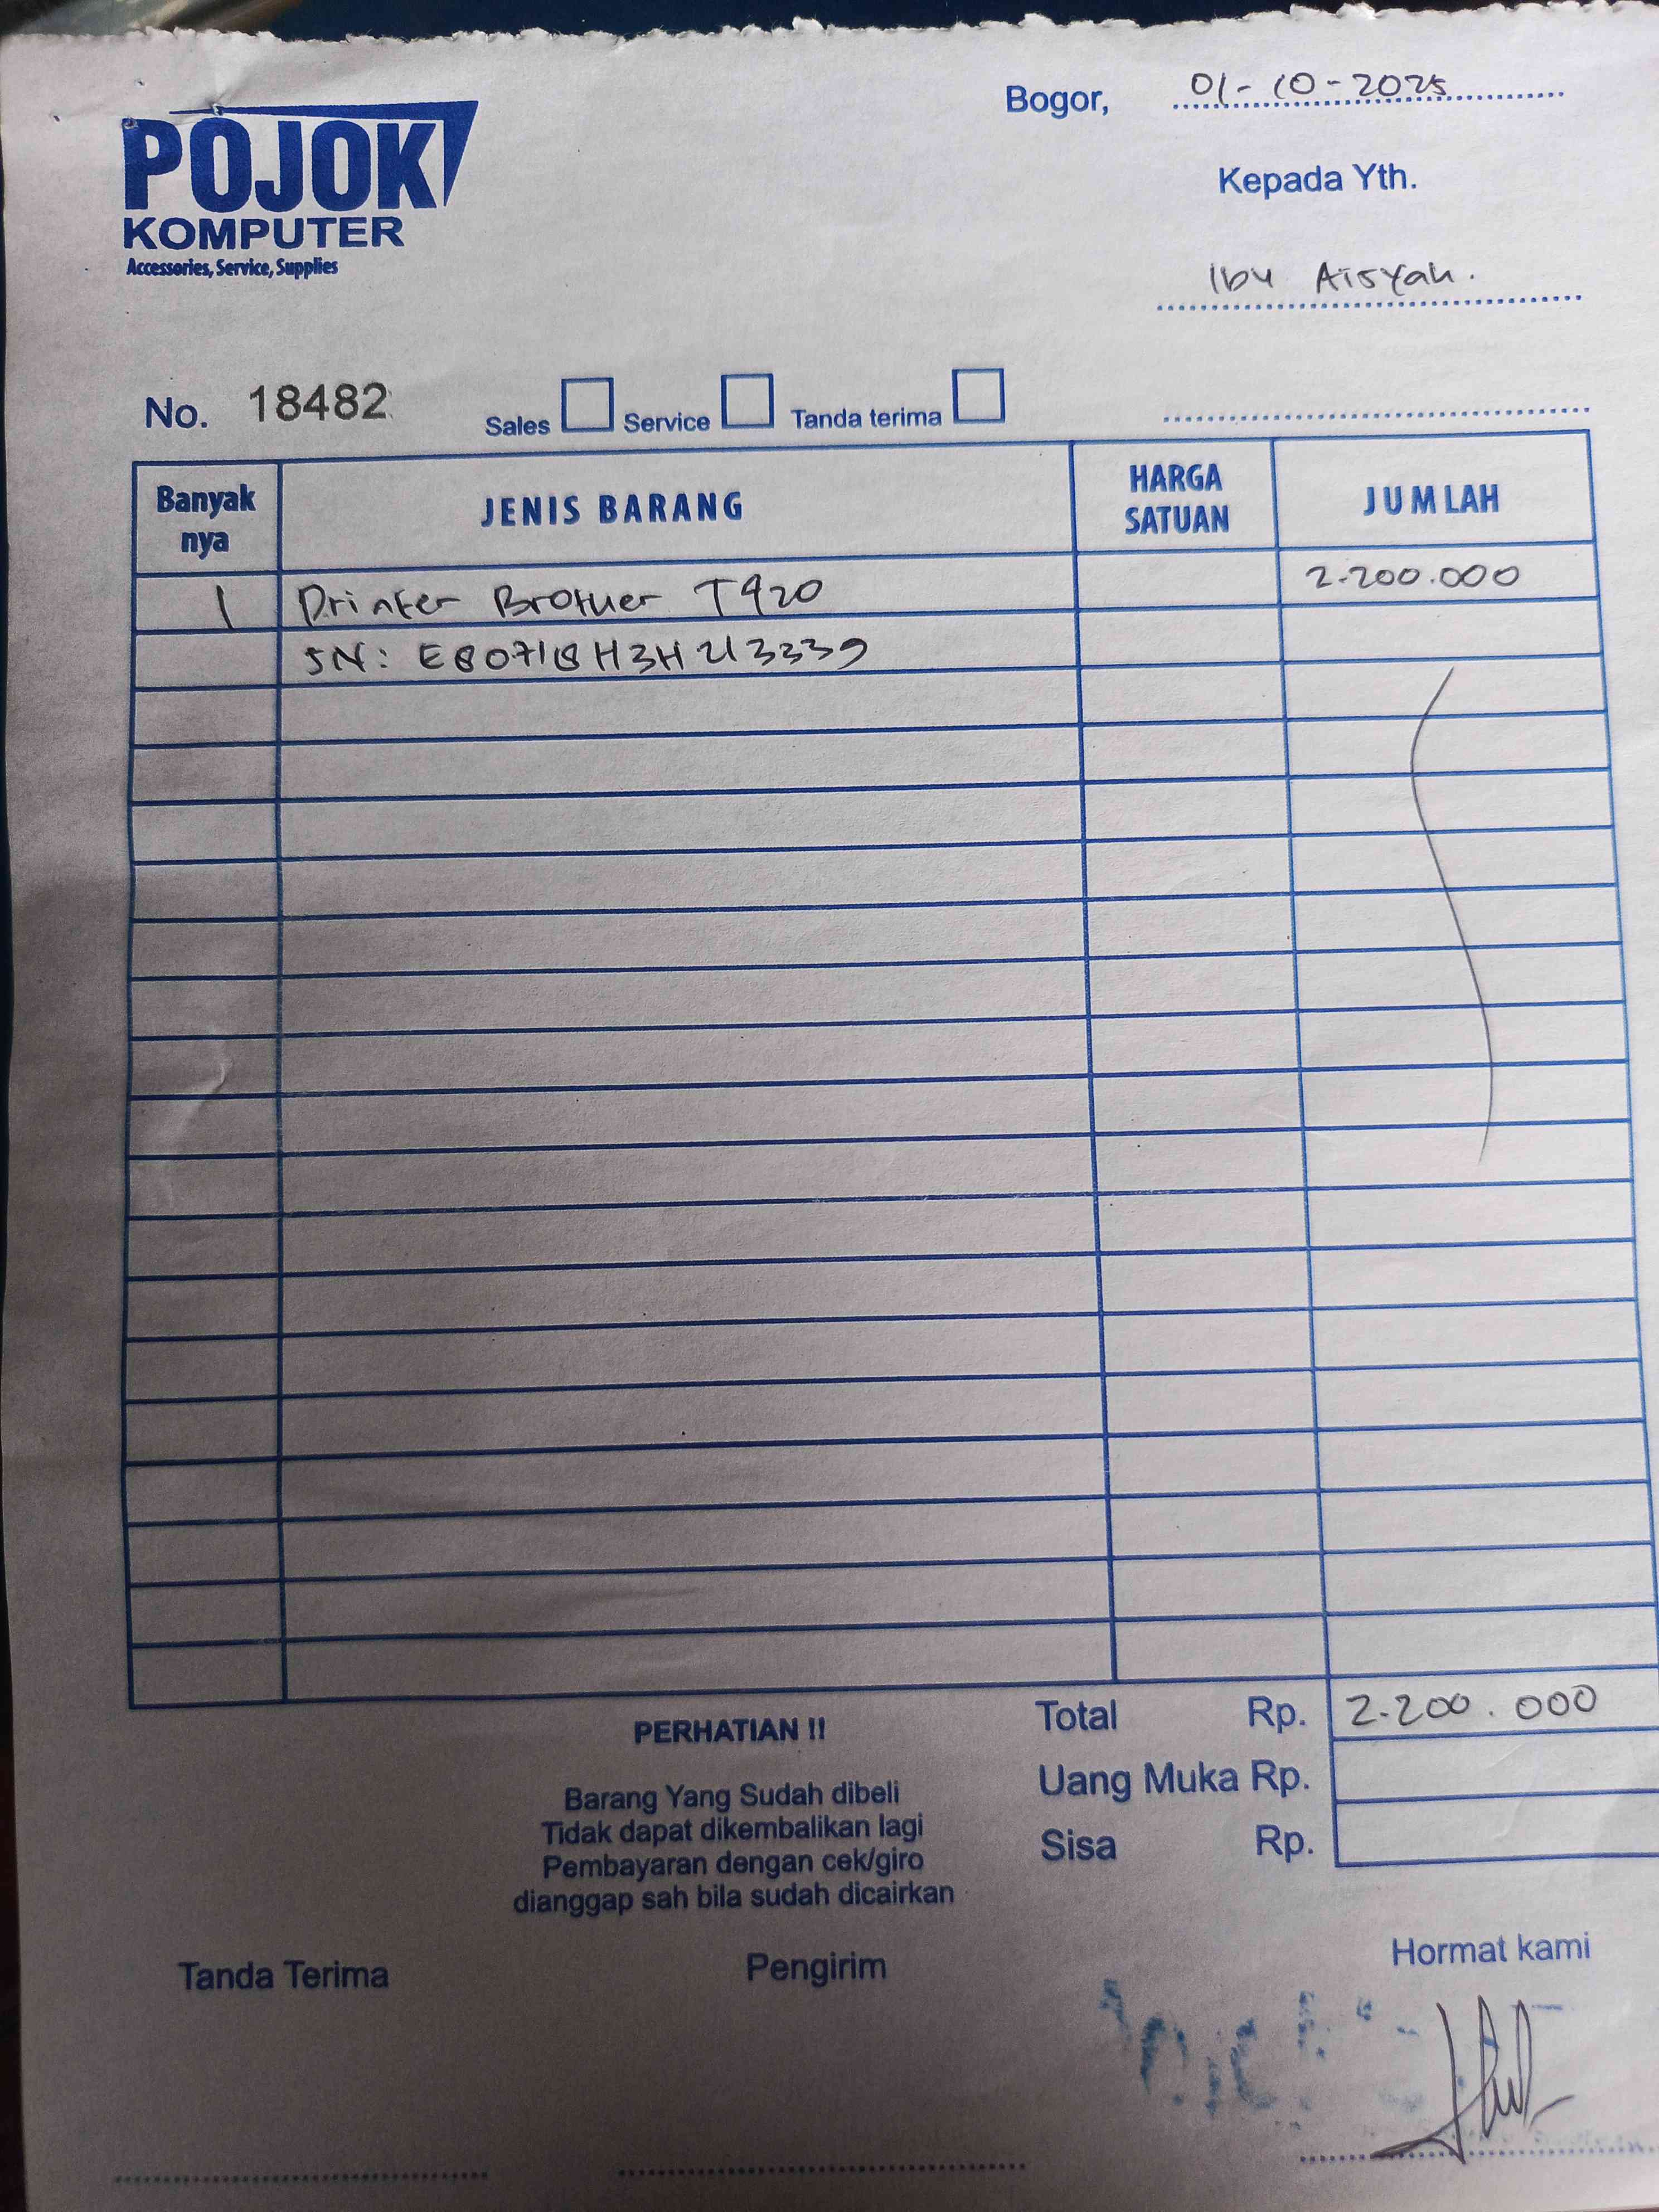 POJOK
KOMPUTER
Accessories, Service, Supplies
Bogor, 01-10-2025
Kepada Yth.
Ibu Aisyah.
No. 18482 Sales Service Tanda terima
Banyak nya JENIS BARANG HARGA SATUAN JUMLAH
1 Printer Brother T920 2.200.000
SN: E80718H3H213339
Total Rp. 2.200.000
Uang Muka Rp.
Sisa Rp.
PERHATIAN !!
Barang Yang Sudah dibeli
Tidak dapat dikembalikan lagi
Pembayaran dengan cek/giro
dianggap sah bila sudah dicairkan
Tanda Terima Pengirim Hormat kami